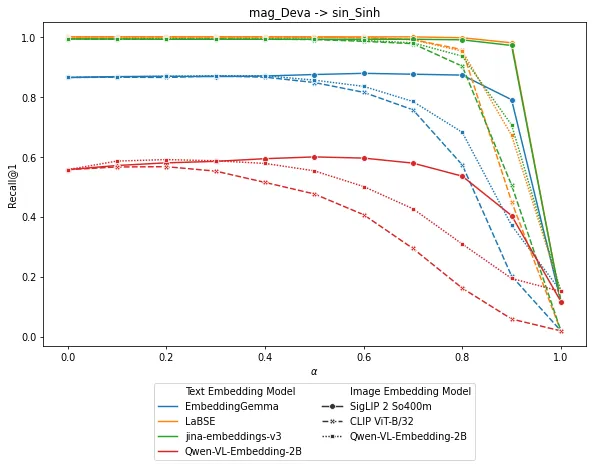 mag_Deva -> sin_Sinh
Recall@1
1.0
0.8
0.6
0.4
0.2
0.0
0.0 0.2 0.4 0.6 0.8 1.0
α
Text Embedding Model
EmbeddingGemma
LaBSE
jina-embeddings-v3
Qwen-VL-Embedding-2B
Image Embedding Model
SigLIP 2 So400m
CLIP ViT-B/32
Qwen-VL-Embedding-2B